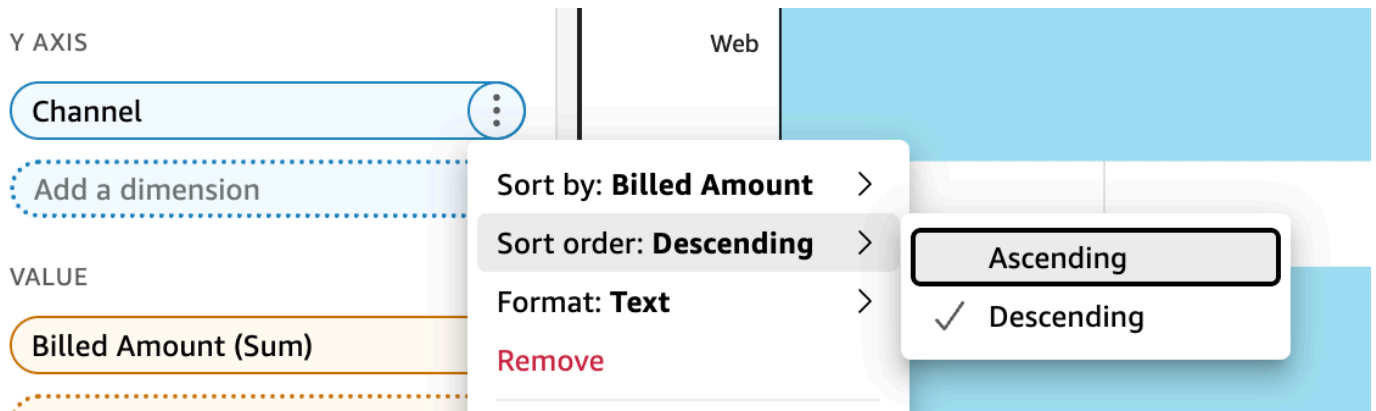 Y AXIS
Channel
Add a dimension
VALUE
Billed Amount (Sum)
Web
Sort by: Billed Amount
Sort order: Descending
Format: Text
Remove
Ascending
Descending